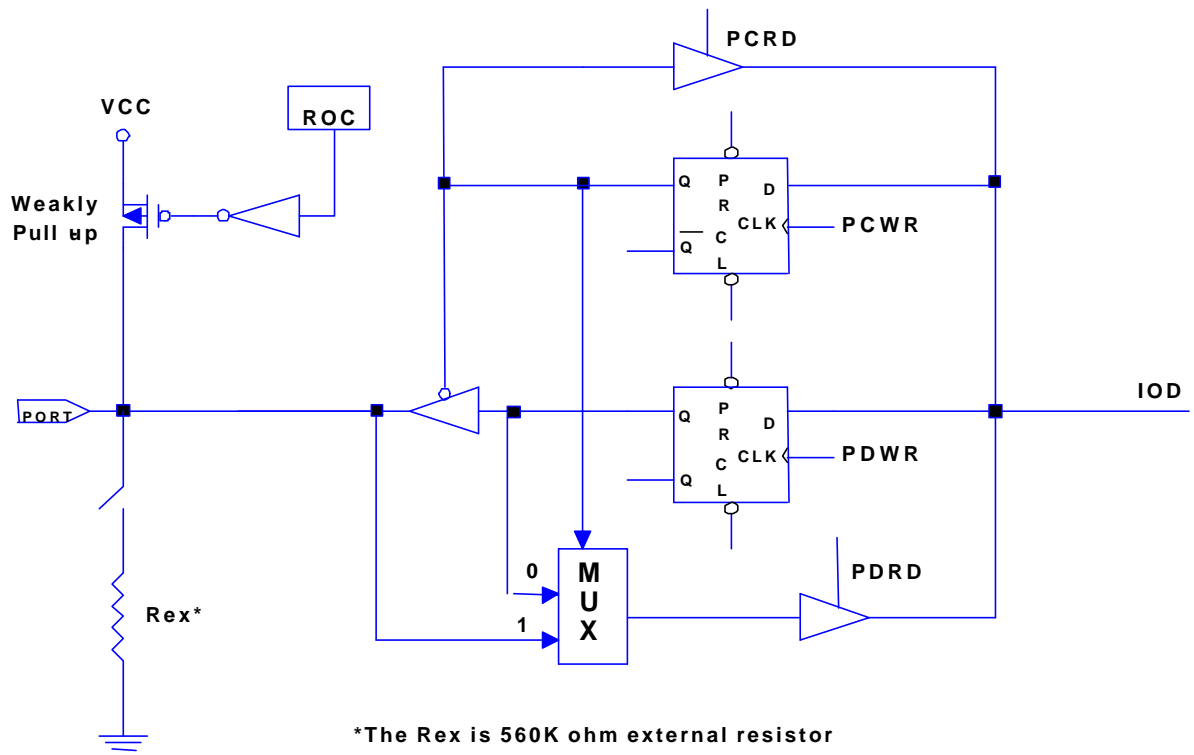 PCRD
VCC
ROC
Weakly
Pull up
Q
P
R
C
L
D
CLK
PCWR
Q
PORT
Q
P
R
C
L
D
CLK
PDWR
Q
IOD
0
1
M
U
X
PDRD
Rex*
*The Rex is 560K ohm external resistor